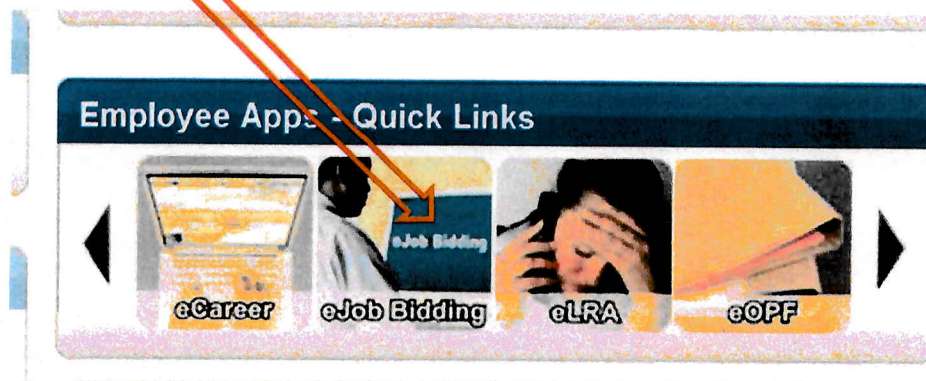 Employee Apps - Quick Links
eJob Bidding
eCareer
eJob Bidding
eLRA
eOPF